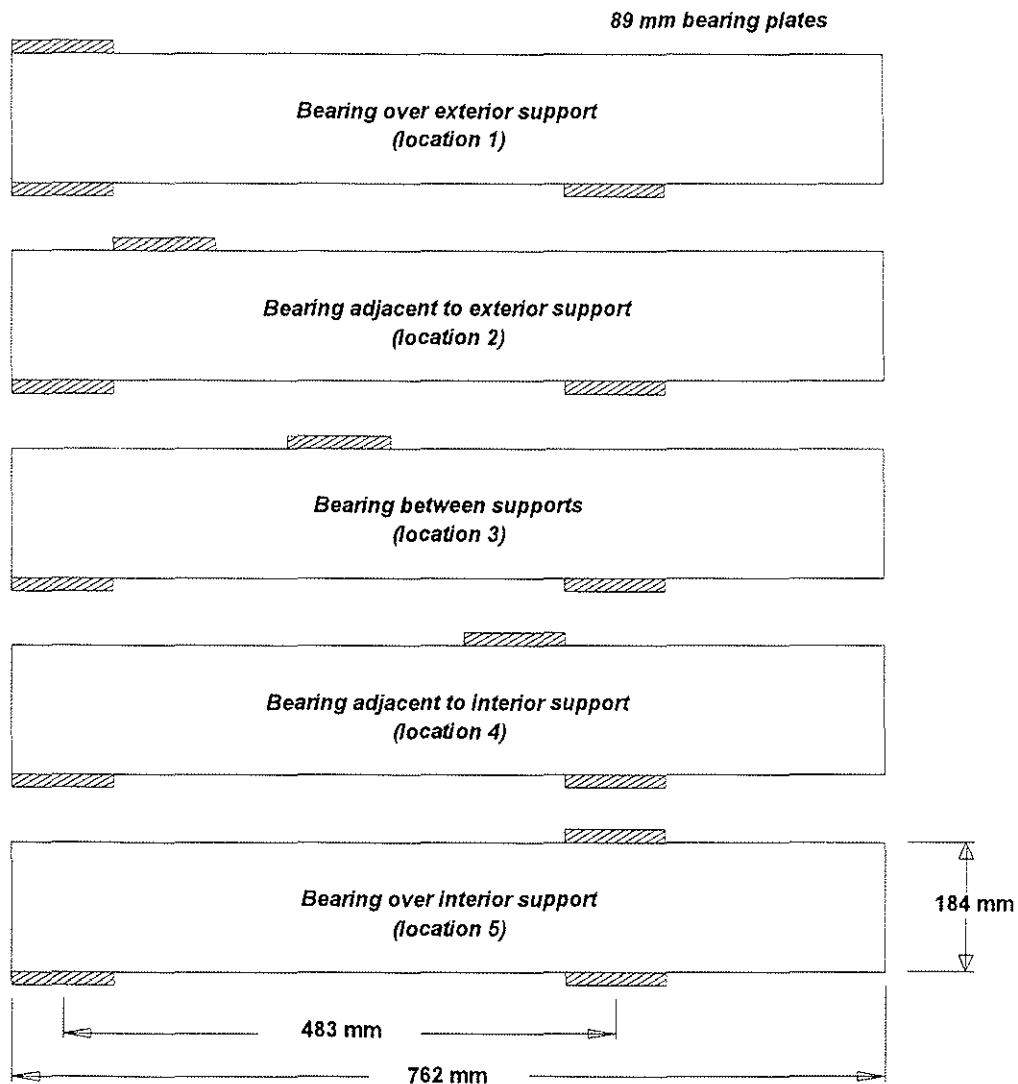 89 mm bearing plates
Bearing over exterior support
(location 1)
Bearing adjacent to exterior support
(location 2)
Bearing between supports
(location 3)
Bearing adjacent to interior support
(location 4)
Bearing over interior support
(location 5)
184 mm
483 mm
762 mm